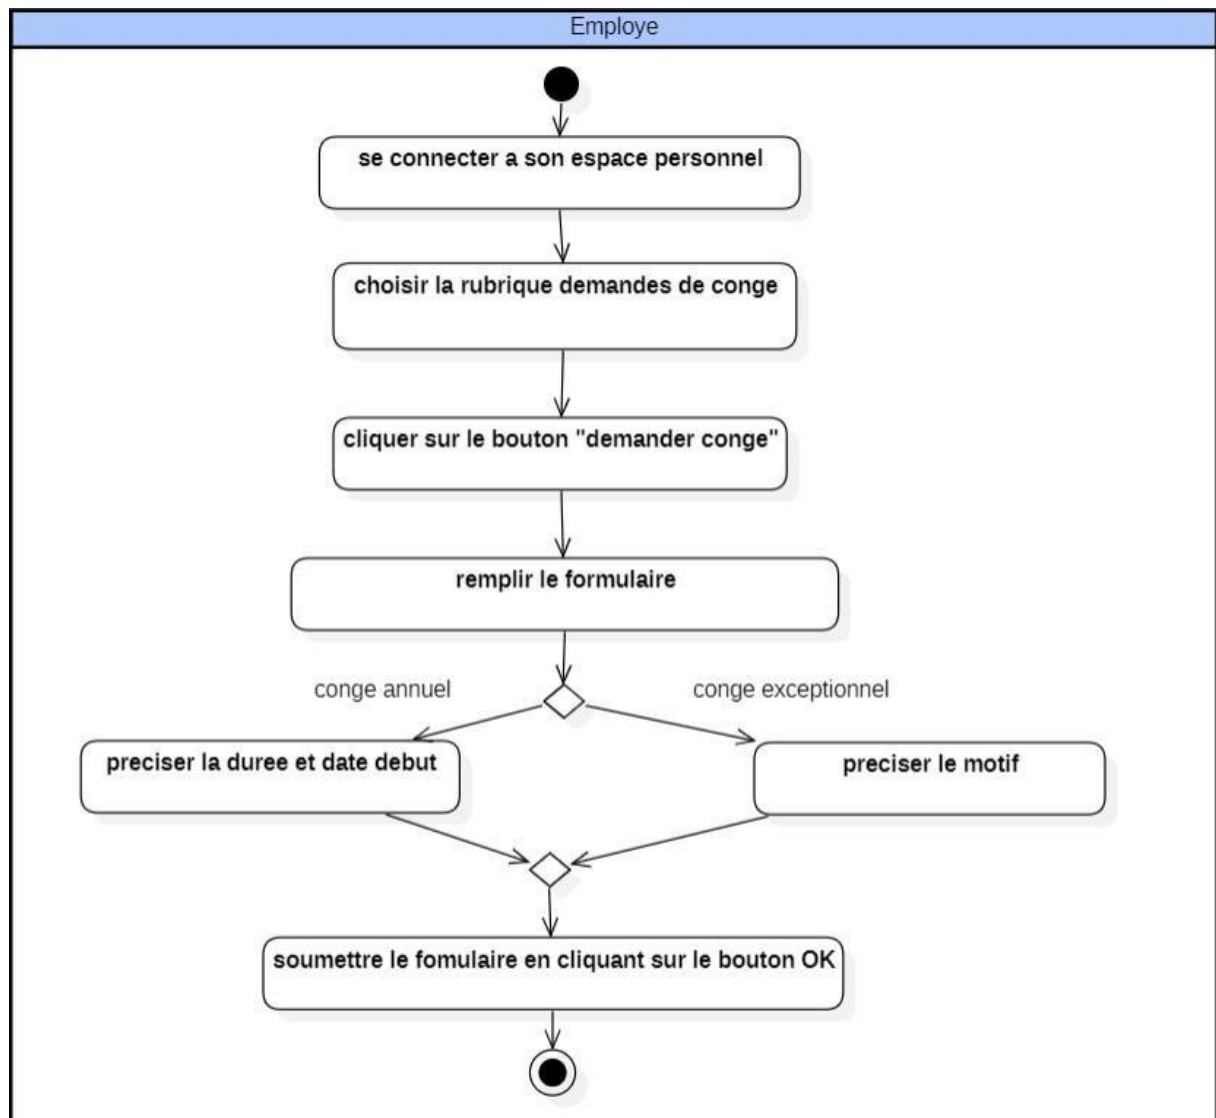 Employe
se connecter a son espace personnel
choisir la rubrique demandes de conge
cliquer sur le bouton "demander conge"
remplir le formulaire
conge annuel
conge exceptionnel
preciser la duree et date debut
preciser le motif
soumettre le fomulaire en cliquant sur le bouton OK